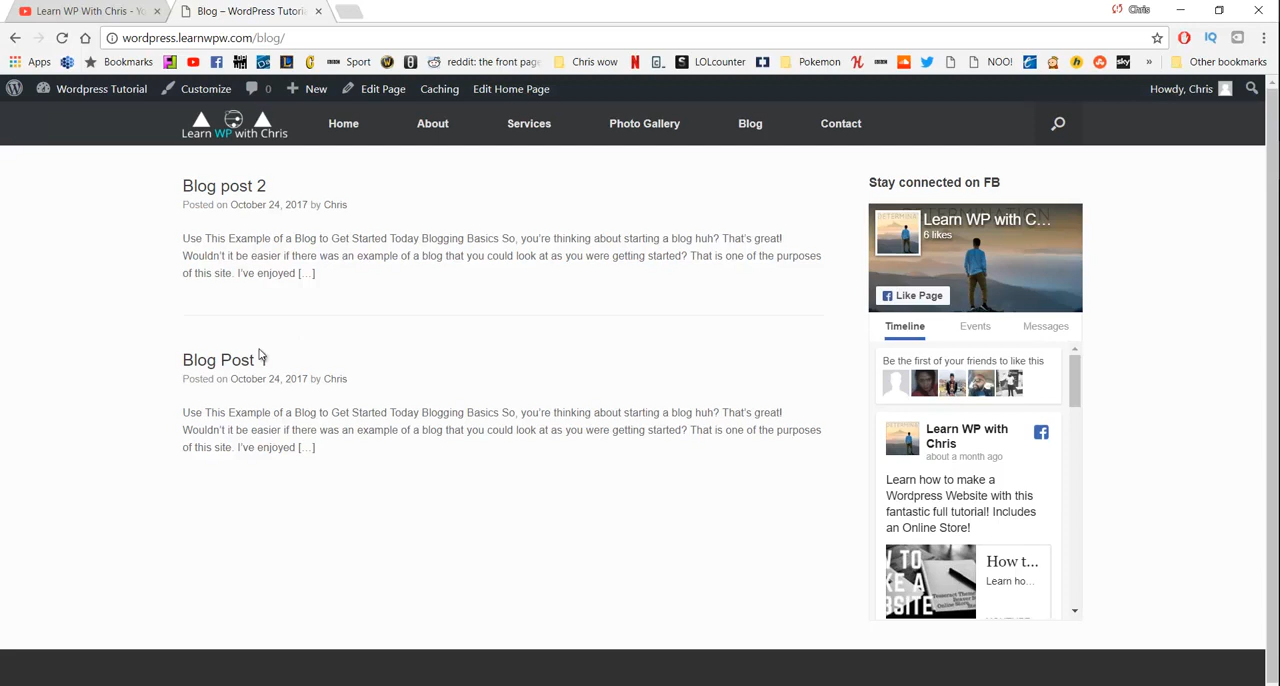 Learn WP With Chris - Yo
Blog – WordPress Tutoria
Chris
wordpress.learnwpw.com/blog/
Apps
Bookmarks
Sport
reddit: the front page
Chris wow
LOLcounter
Pokemon
NOO!
»
Other bookmarks
Wordpress Tutorial
Customize
0
New
Edit Page
Caching
Edit Home Page
Howdy, Chris
Learn WP with Chris
Home
About
Services
Photo Gallery
Blog
Contact
Blog post 2
Posted on October 24, 2017 by Chris
Use This Example of a Blog to Get Started Today Blogging Basics So, you’re thinking about starting a blog huh? That’s great!
Wouldn’t it be easier if there was an example of a blog that you could look at as you were getting started? That is one of the purposes
of this site. I’ve enjoyed […]
Blog Post 1
Posted on October 24, 2017 by Chris
Use This Example of a Blog to Get Started Today Blogging Basics So, you’re thinking about starting a blog huh? That’s great!
Wouldn’t it be easier if there was an example of a blog that you could look at as you were getting started? That is one of the purposes
of this site. I’ve enjoyed […]
Stay connected on FB
DETERMINATION
Learn WP with C...
6 likes
Like Page
Timeline
Events
Messages
Be the first of your friends to like this
Learn WP with
Chris
about a month ago
Learn how to make a
Wordpress Website with this
fantastic full tutorial! Includes
an Online Store!
TO
KE A
BSITE
How t...
Learn ho...